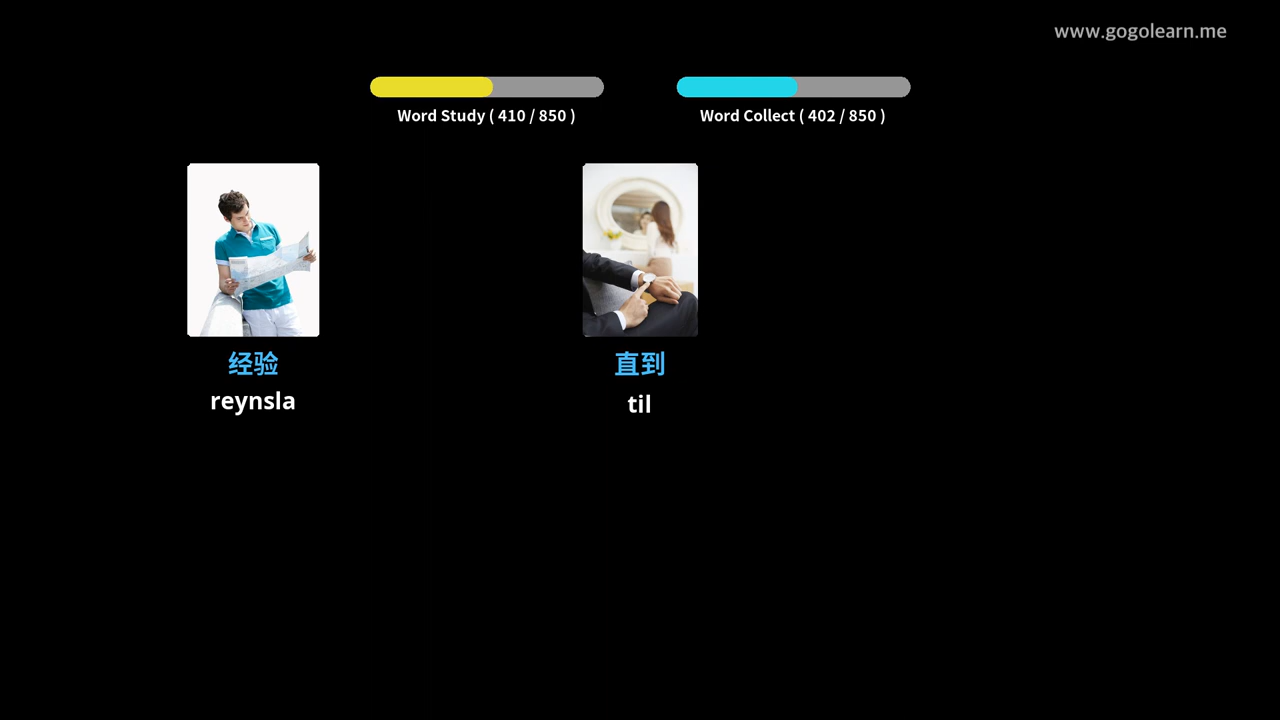 www.gogolearn.me
Word Study ( 410 / 850 )
Word Collect ( 402 / 850 )
经验
reynsla
直到
til